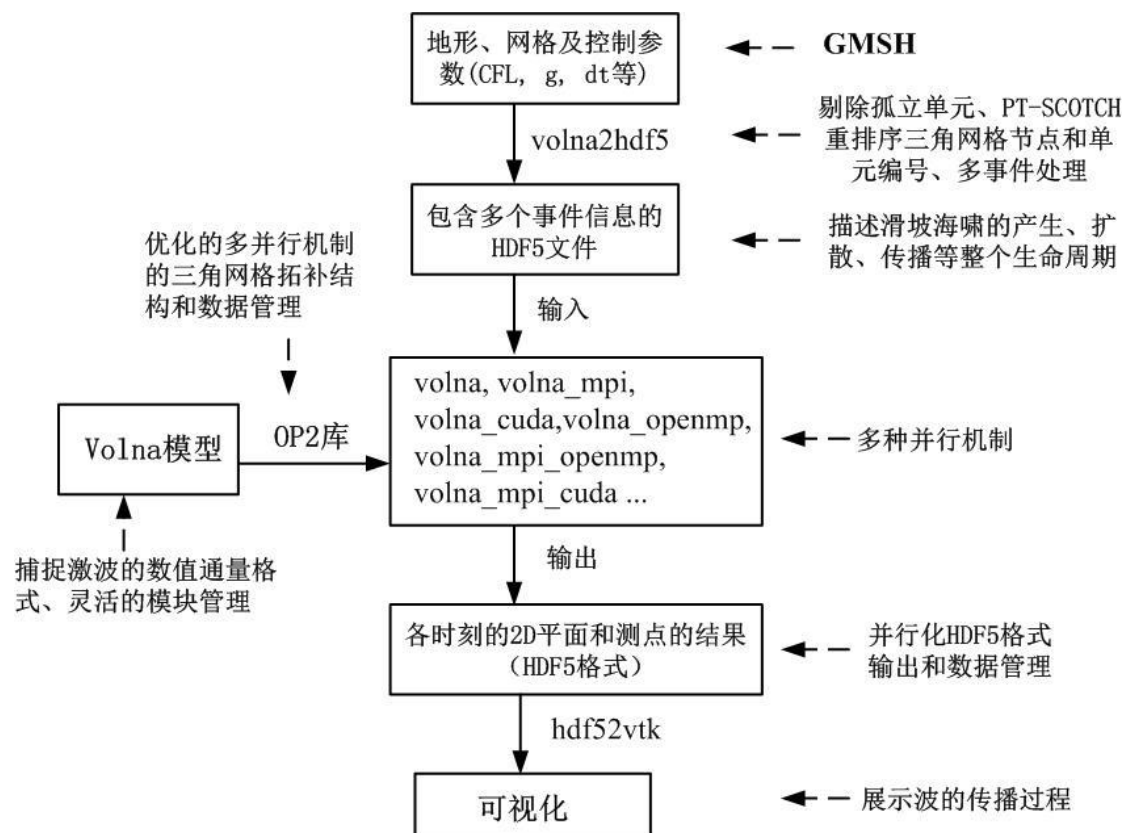 地形、网格及控制参
数(CFL, g, dt等)
GMSH
volna2hdf5
剔除孤立单元、PT-SCOTCH
重排序三角网格节点和单
元编号、多事件处理
包含多个事件信息的
HDF5文件
描述滑坡海啸的产生、扩
散、传播等整个生命周期
优化的多并行机制
的三角网格拓补结
构和数据管理
输入
Volna模型
OP2库
volna, volna_mpi,
volna_cuda,volna_openmp,
volna_mpi_openmp,
volna_mpi_cuda ...
多种并行机制
捕捉激波的数值通量格
式、灵活的模块管理
输出
各时刻的2D平面和测点的结果
(HDF5格式)
并行化HDF5格式
输出和数据管理
hdf52vtk
可视化
展示波的传播过程